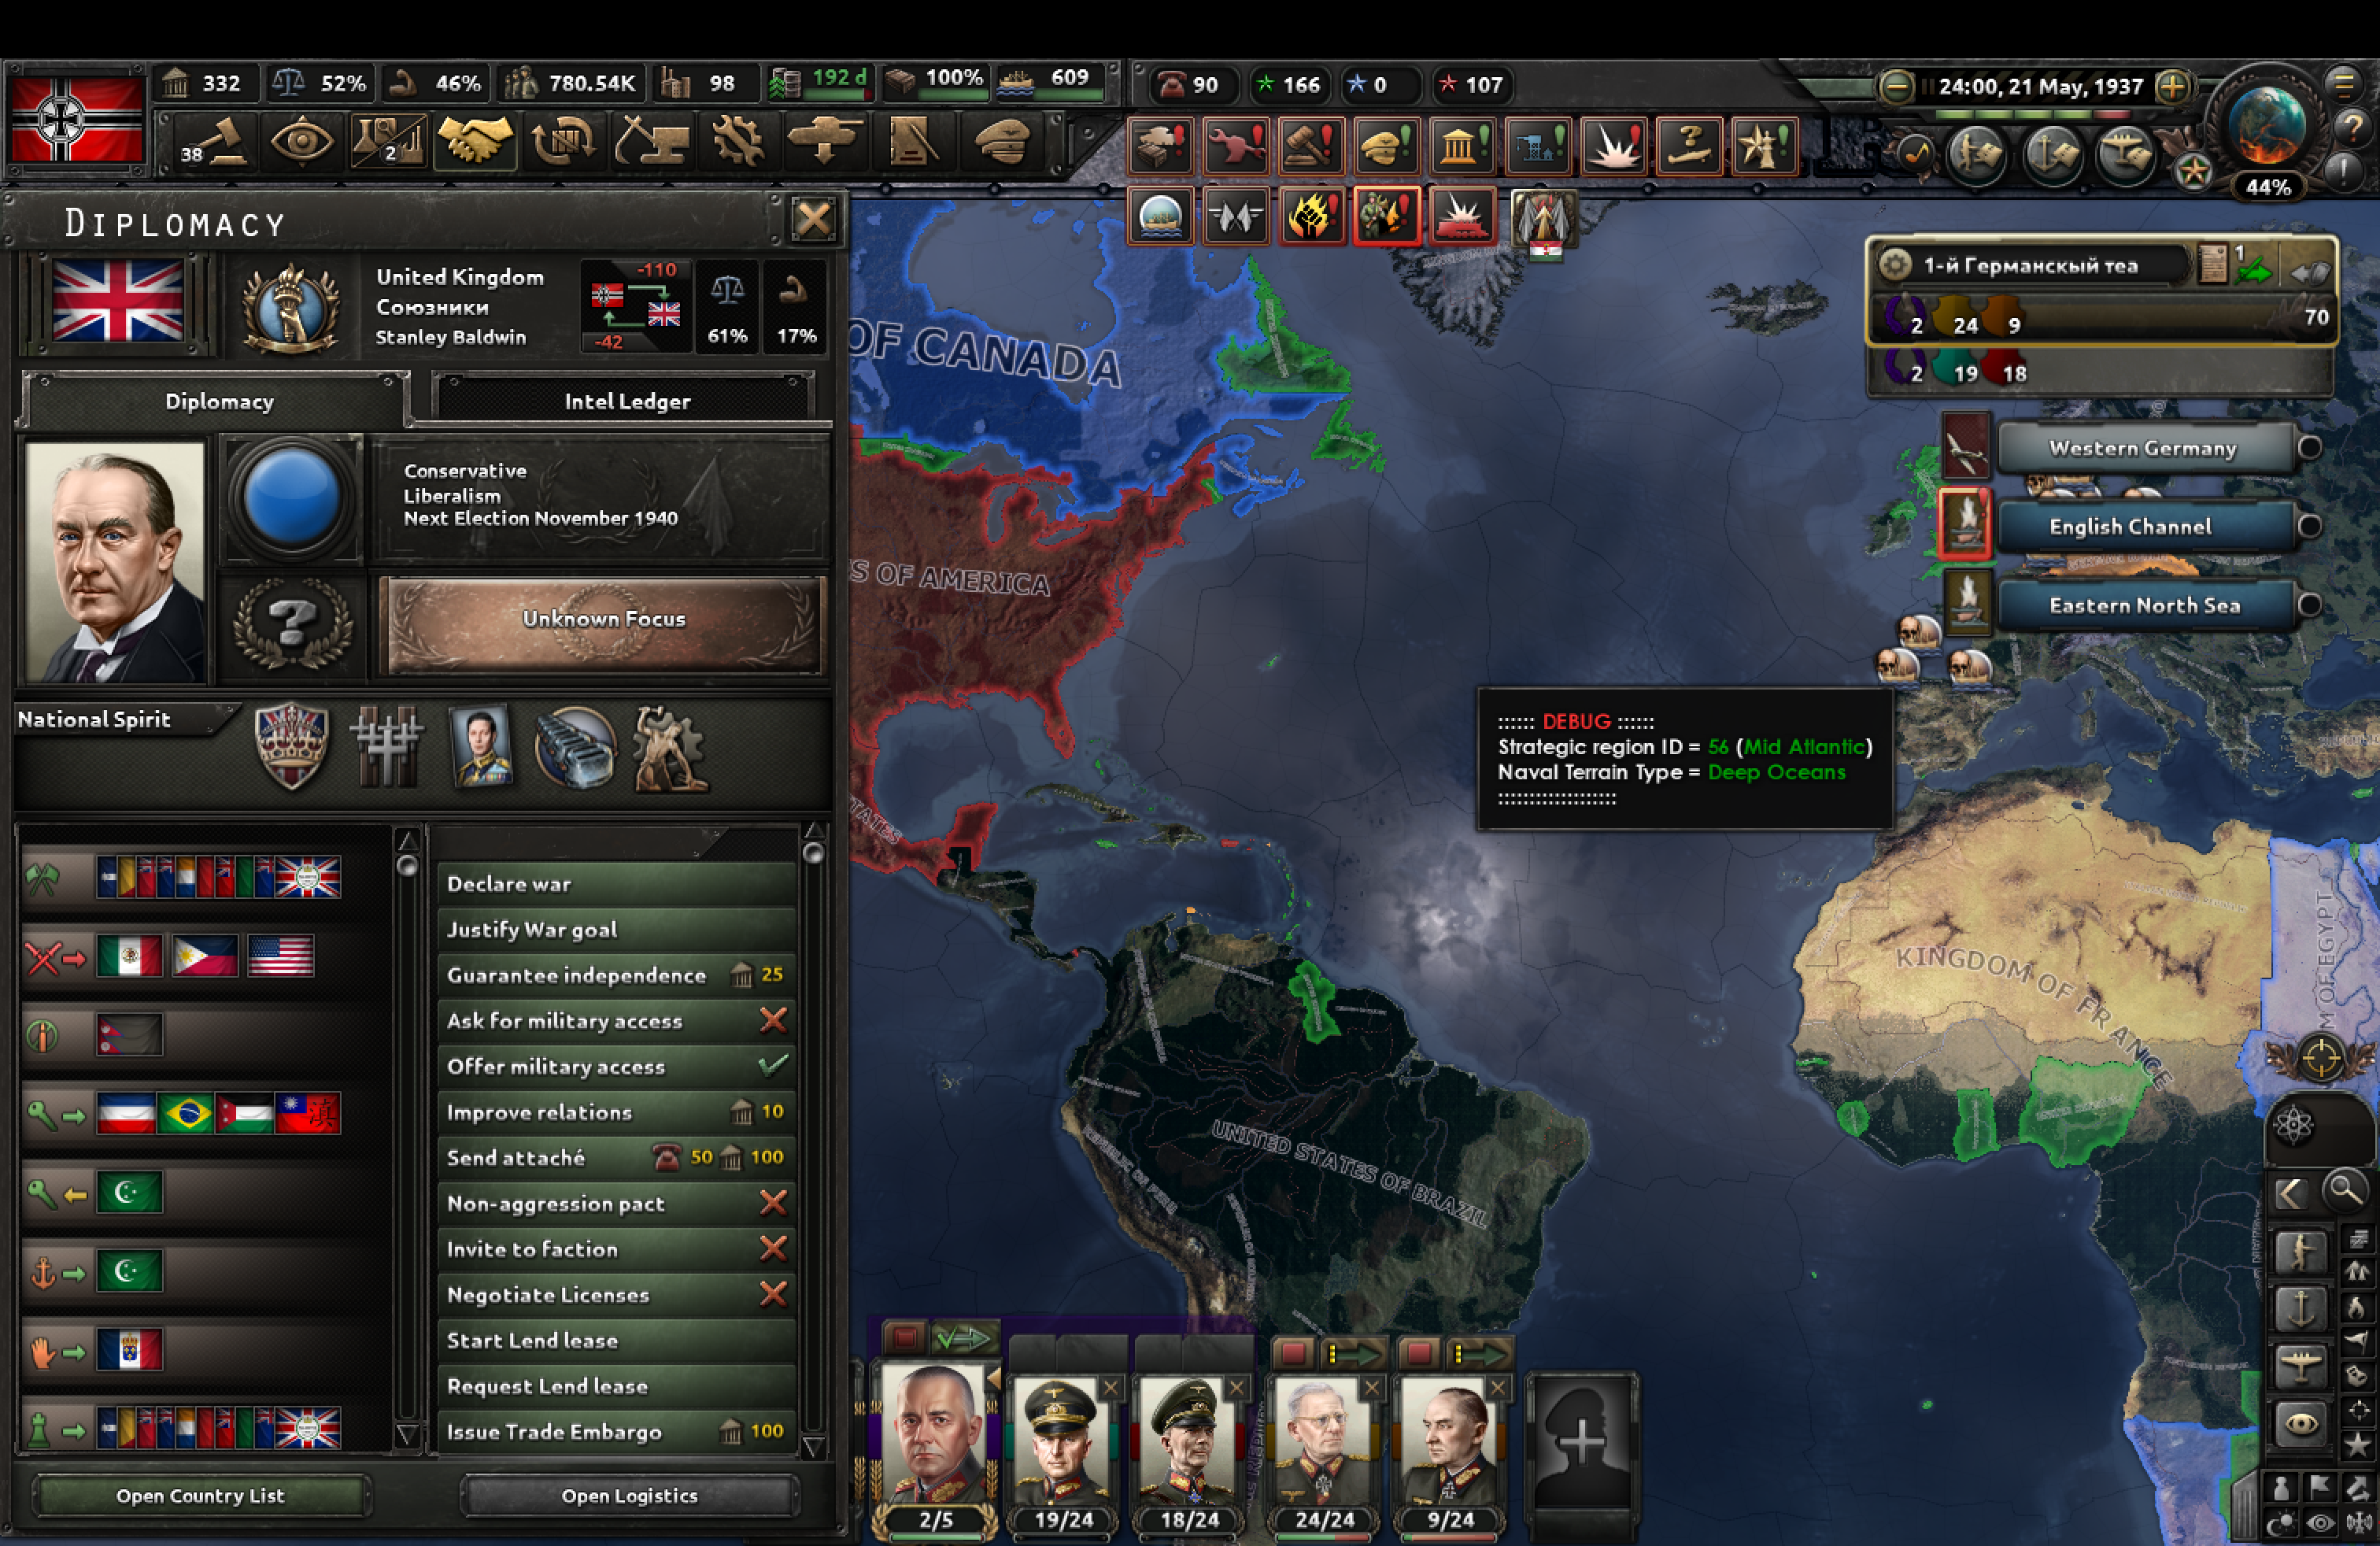 332
52%
46%
780.54K
98
192 d
100%
609
90
166
0
107
24:00, 21 May, 1937
38
2
44%
DIPLOMACY
United Kingdom
Союзники
Stanley Baldwin
-110
-42
61%
17%
Diplomacy
Intel Ledger
Conservative
Liberalism
Next Election November 1940
Unknown Focus
National Spirit
Declare war
Justify War goal
Guarantee independence 25
Ask for military access
Offer military access
Improve relations 10
Send attaché 50 100
Non-aggression pact
Invite to faction
Negotiate Licenses
Start Lend lease
Request Lend lease
Issue Trade Embargo 100
Open Country List
Open Logistics
OF CANADA
S OF AMERICA
STATES
UNITED STATES OF BRAZIL
REPUBLIC OF PERU
KINGDOM OF FRANCE
M OF EGYPT
1-й Германскый теа
1
2 24 9
70
2 19 18
Western Germany
English Channel
Eastern North Sea
:::::: DEBUG ::::::
Strategic region ID = 56 (Mid Atlantic)
Naval Terrain Type = Deep Oceans
:::::::::::::::::::
2/5
19/24
18/24
24/24
9/24